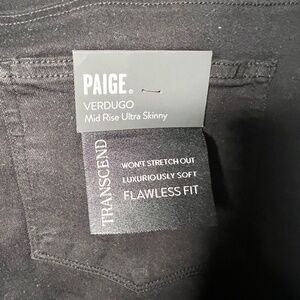 PAIGE.
VERDUGO
Mid Rise Ultra Skinny
TRANSCEND
WON'T STRETCH OUT
LUXURIOUSLY SOFT
FLAWLESS FIT